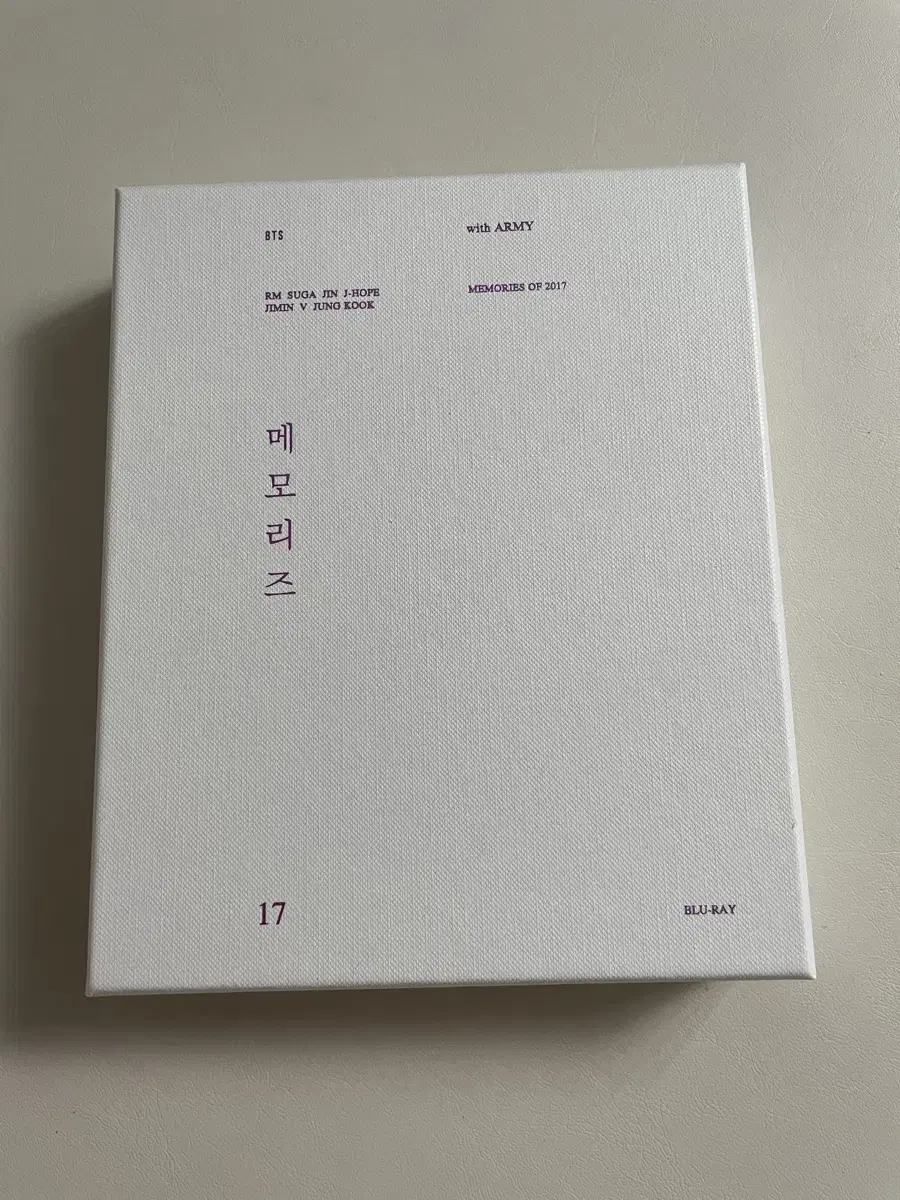 BTS
with ARMY
RM SUGA JIN J-HOPE
JIMIN V JUNG KOOK
MEMORIES OF 2017
메모리즈
17
BLU-RAY